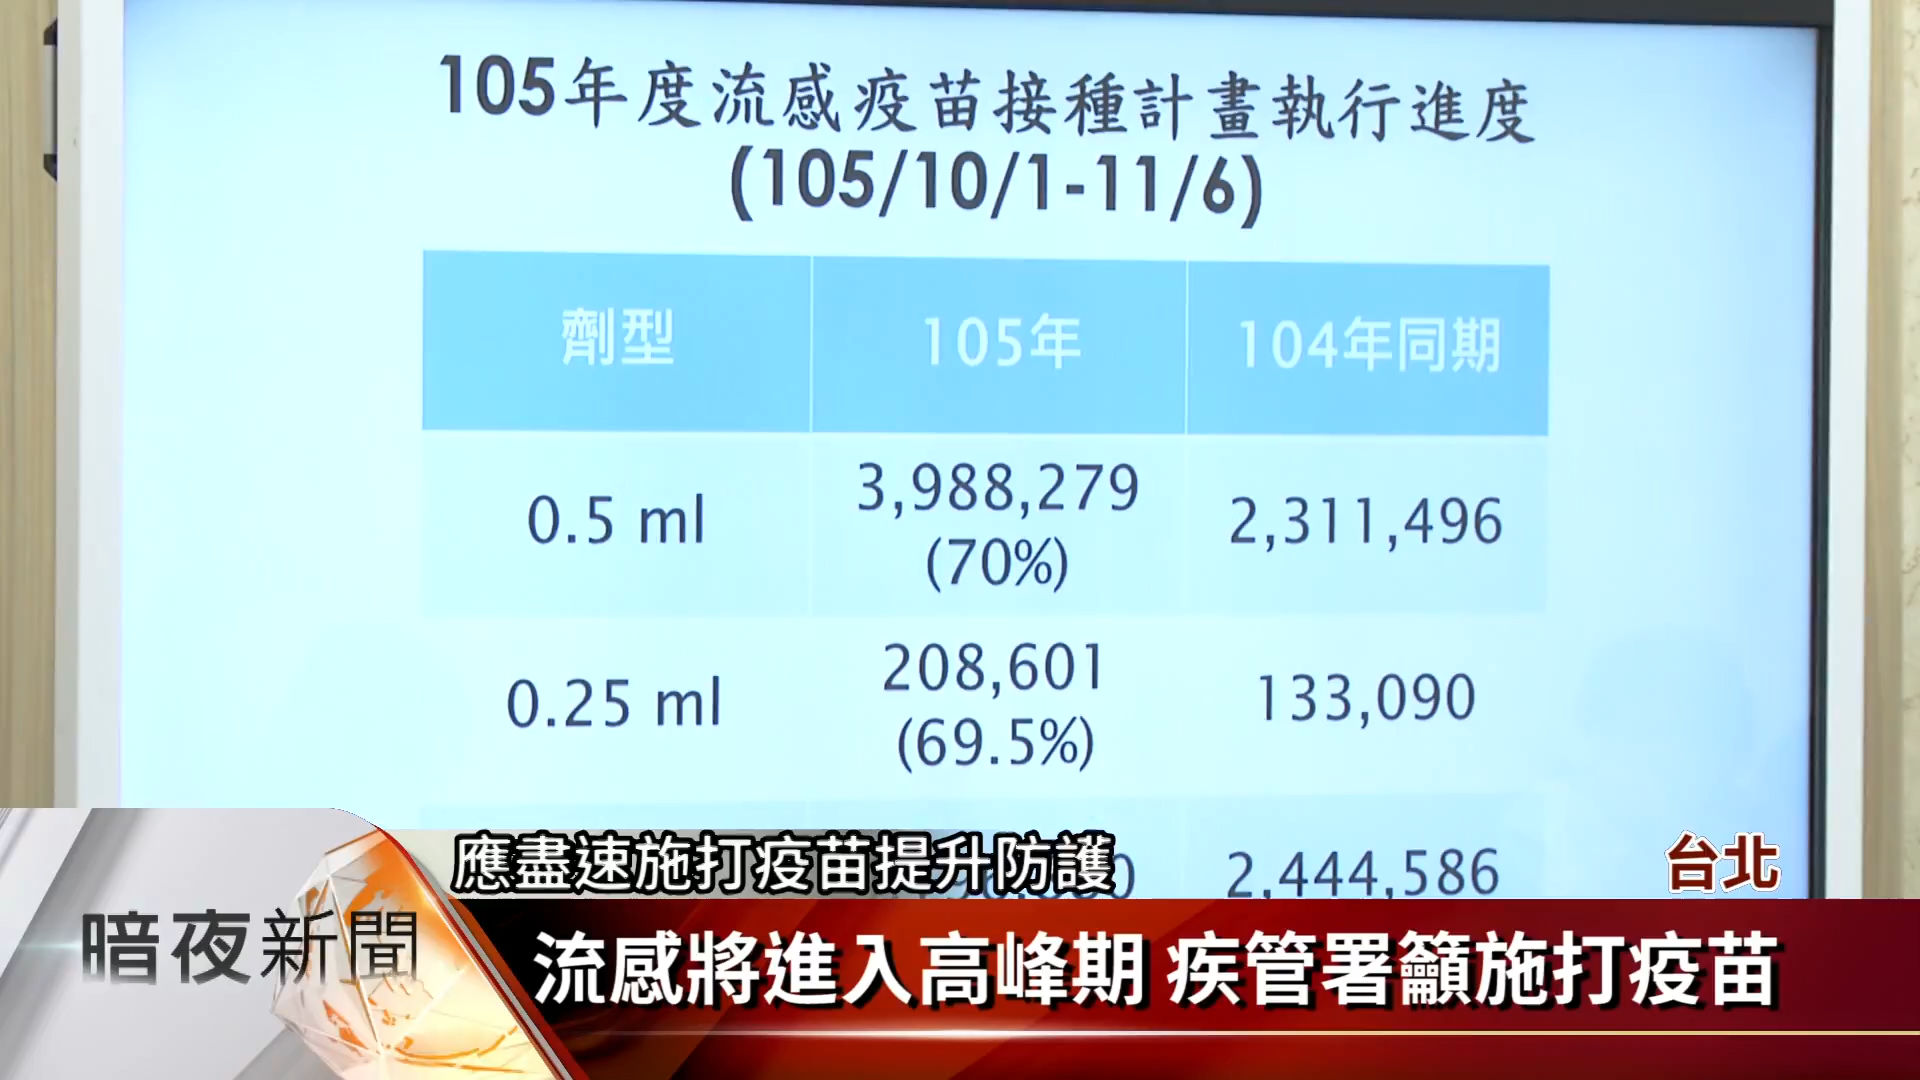 105年度流感疫苗接種計畫執行進度
(105/10/1-11/6)
劑型 105年 104年同期
0.5 ml 3,988,279 (70%) 2,311,496
0.25 ml 208,601 (69.5%) 133,090
2,444,586
應盡速施打疫苗提升防護
台北
暗夜新聞
流感將進入高峰期 疾管署籲施打疫苗